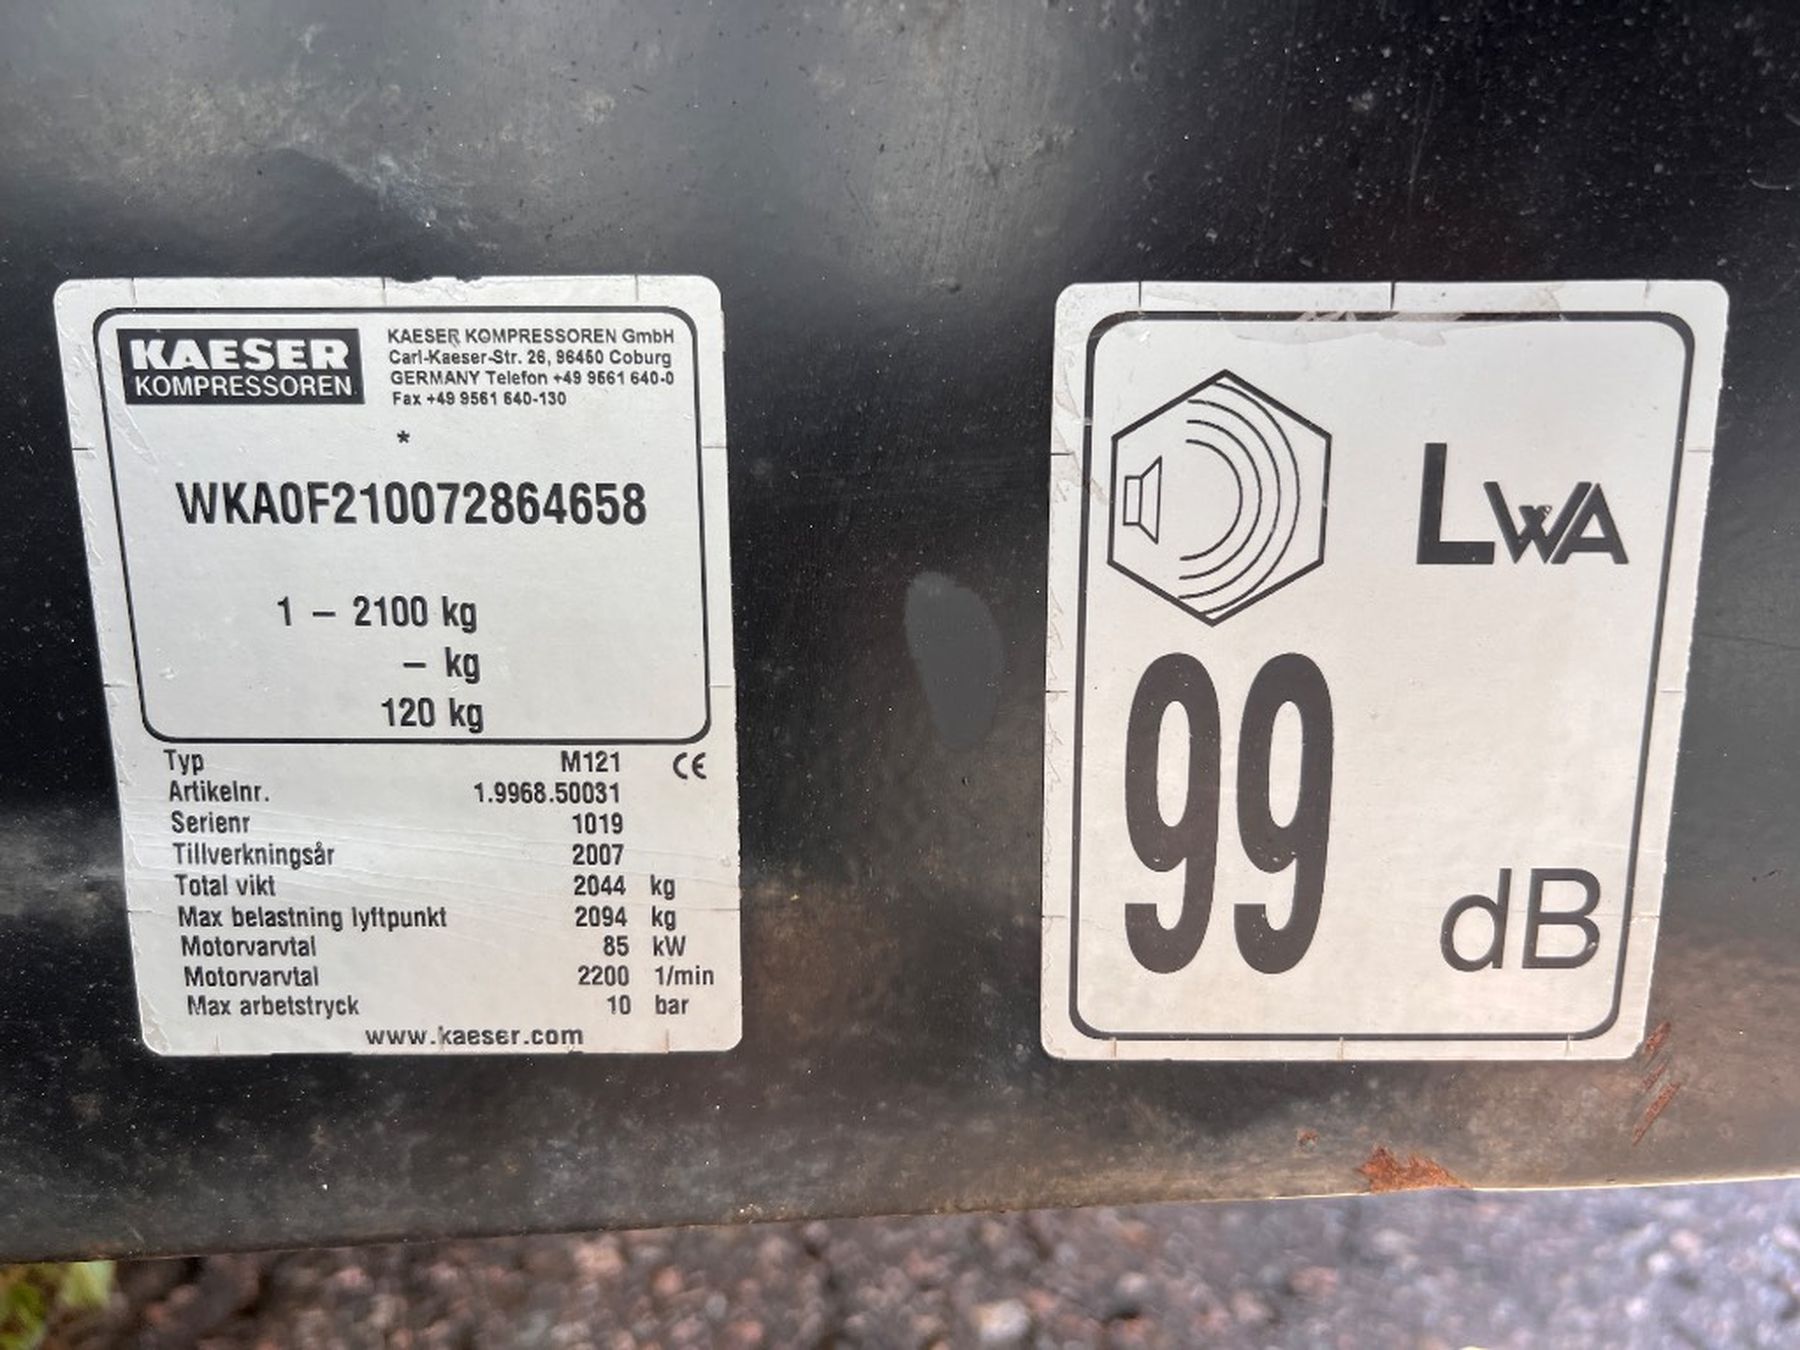 KAESER
KOMPRESSOREN
KAESER KOMPRESSOREN GmbH
Carl-Kaeser-Str. 26, 96450 Coburg
GERMANY Telefon +49 9561 640-0
Fax +49 9561 640-130
*
WKA0F210072864658
1 – 2100 kg
– kg
120 kg
Typ M121 CE
Artikelnr. 1.9968.50031
Serienr 1019
Tillverkningsår 2007
Total vikt 2044 kg
Max belastning lyftpunkt 2094 kg
Motorvarvtal 85 kW
Motorvarvtal 2200 1/min
Max arbetstryck 10 bar
www.kaeser.com
LWA
99
dB